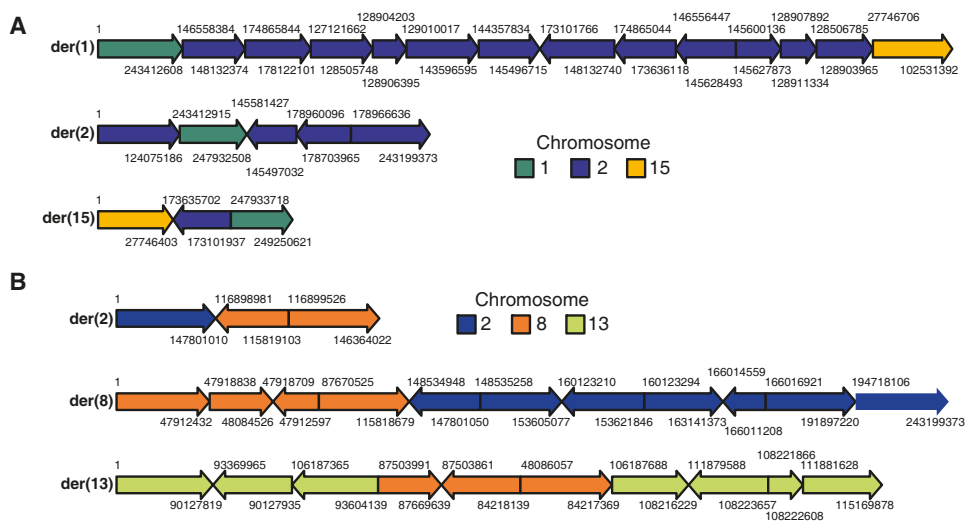 A
128904203 146556447 128907892 27746706
1 146558384 174865844 127121662 129010017 144357834 173101766 174865044 145600136 128506785
der(1)
243412608 148132374 178122101 128505748 143596595 145496715 148132740 173636118 145627873 128903965 102531392
128906395 145628493 128911334
145581427
1 243412915 178960096 178966636
der(2)
124075186 247932508 178703965 243199373
145497032
Chromosome
1 2 15
1 173635702 247933718
der(15)
27746403 173101937 249250621
B
1 116898981 116899526
der(2)
147801010 115819103 146364022
Chromosome
2 8 13
166014559
1 47918838 47918709 87670525 148534948 148535258 160123210 160123294 166016921 194718106
der(8)
47912432 48084526 47912597 115818679 147801050 153605077 153621846 163141373 191897220 243199373
166011208
108221866
1 93369965 106187365 87503991 87503861 48086057 106187688 111879588 111881628
der(13)
90127819 90127935 93604139 87669639 84218139 84217369 108216229 108223657 115169878
108222608